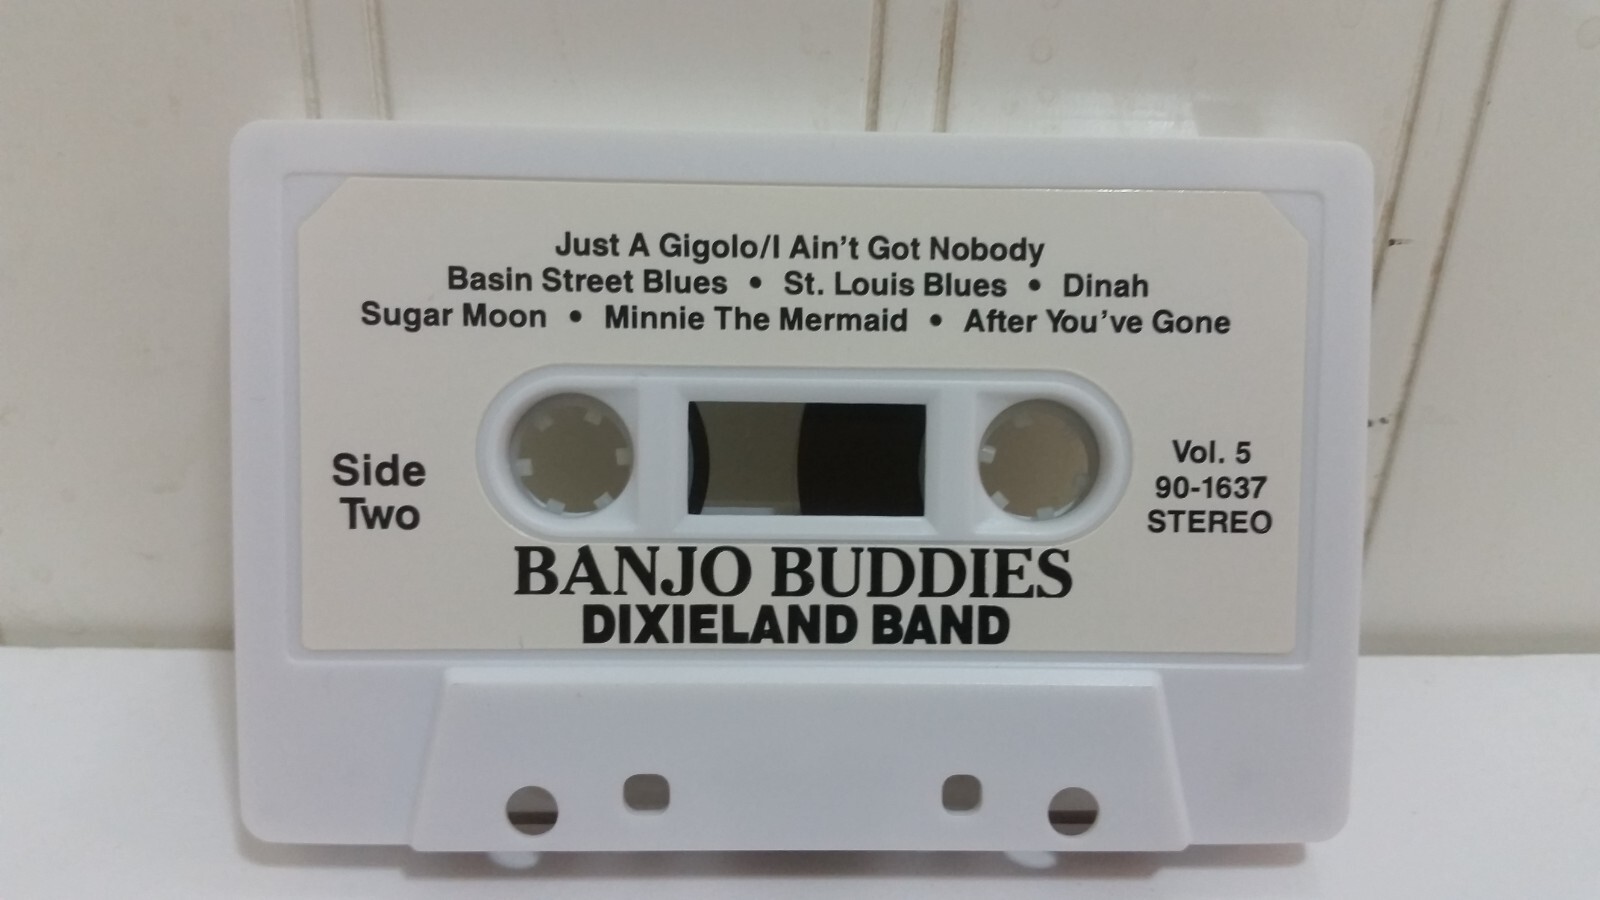 Just A Gigolo/I Ain't Got Nobody
Basin Street Blues • St. Louis Blues • Dinah
Sugar Moon • Minnie The Mermaid • After You've Gone
Side
Two
Vol. 5
90-1637
STEREO
BANJO BUDDIES
DIXIELAND BAND